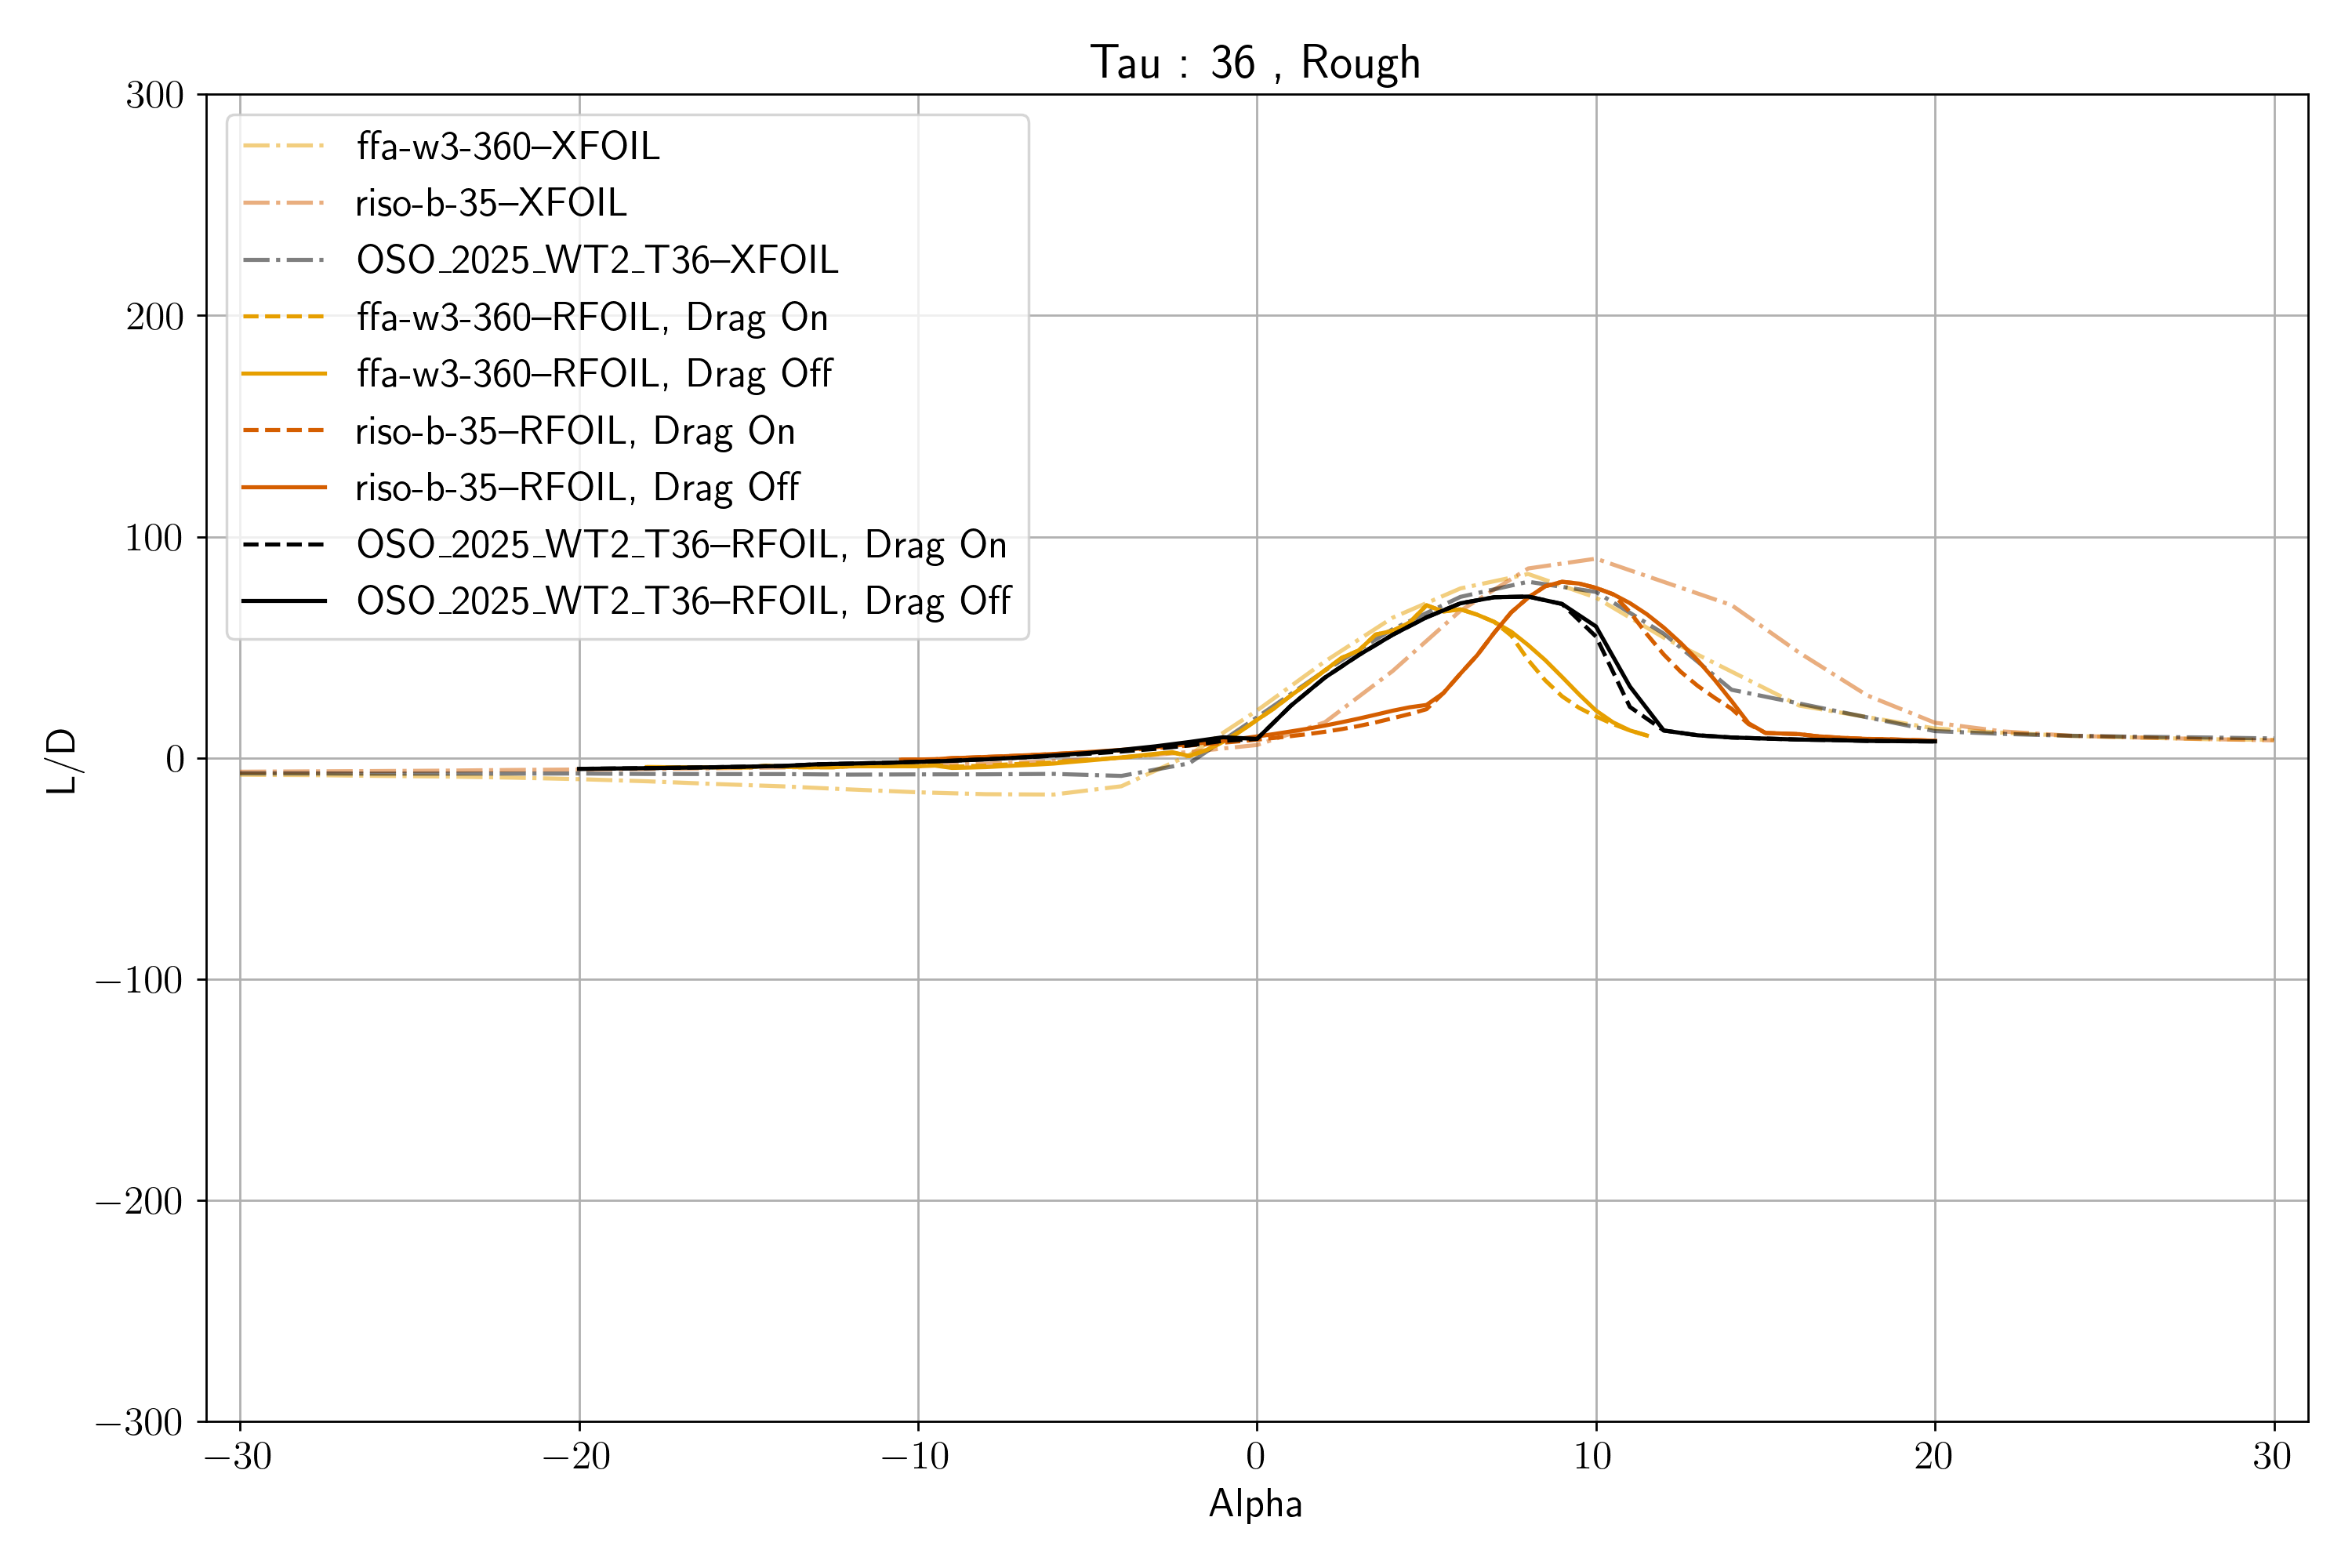 Tau : 36 , Rough
300
200
100
0
−100
−200
−300
L/D
ffa-w3-360–XFOIL
riso-b-35–XFOIL
OSO_2025_WT2_T36–XFOIL
ffa-w3-360–RFOIL, Drag On
ffa-w3-360–RFOIL, Drag Off
riso-b-35–RFOIL, Drag On
riso-b-35–RFOIL, Drag Off
OSO_2025_WT2_T36–RFOIL, Drag On
OSO_2025_WT2_T36–RFOIL, Drag Off
−30 −20 −10 0 10 20 30
Alpha